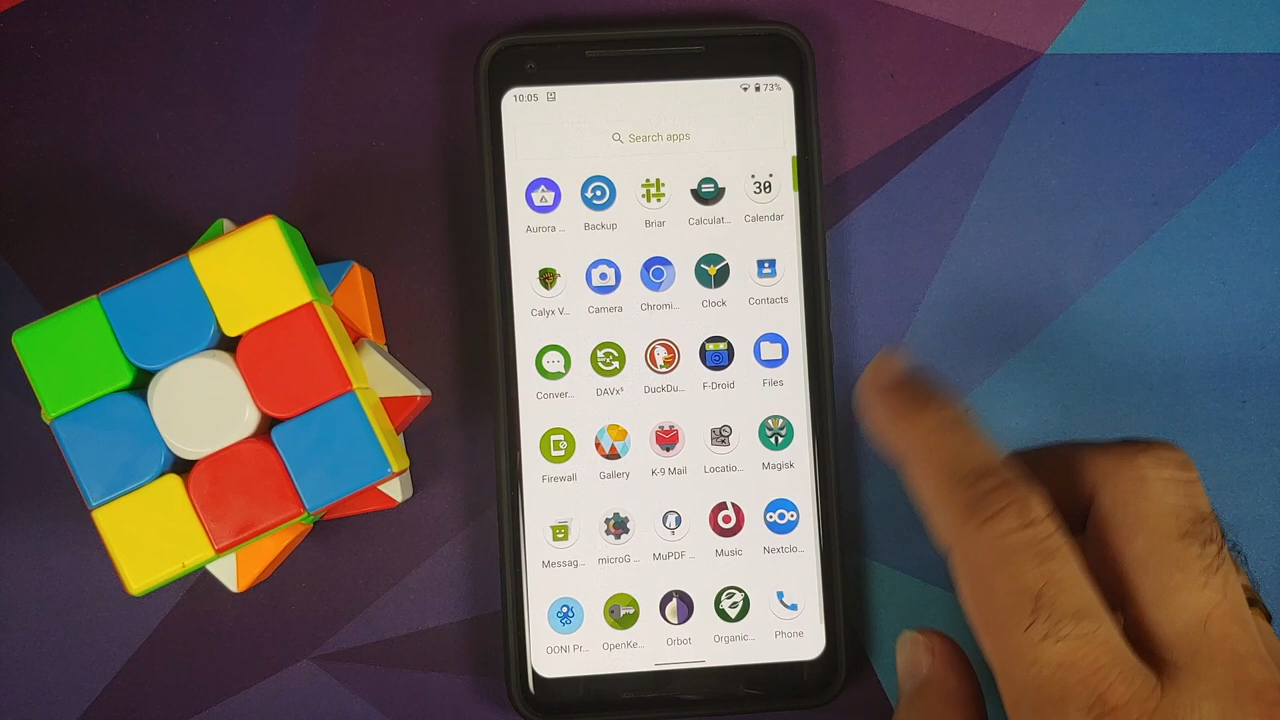 10:05 73%
Search apps
Aurora ... Backup Briar Calculat... Calendar
30
Calyx V... Camera Chromi... Clock Contacts
Conver... DAVx⁵ DuckDu... F-Droid Files
Firewall Gallery K-9 Mail Locatio... Magisk
Messag... microG ... MuPDF ... Music Nextclo...
OONI Pr... OpenKe... Orbot Organic... Phone